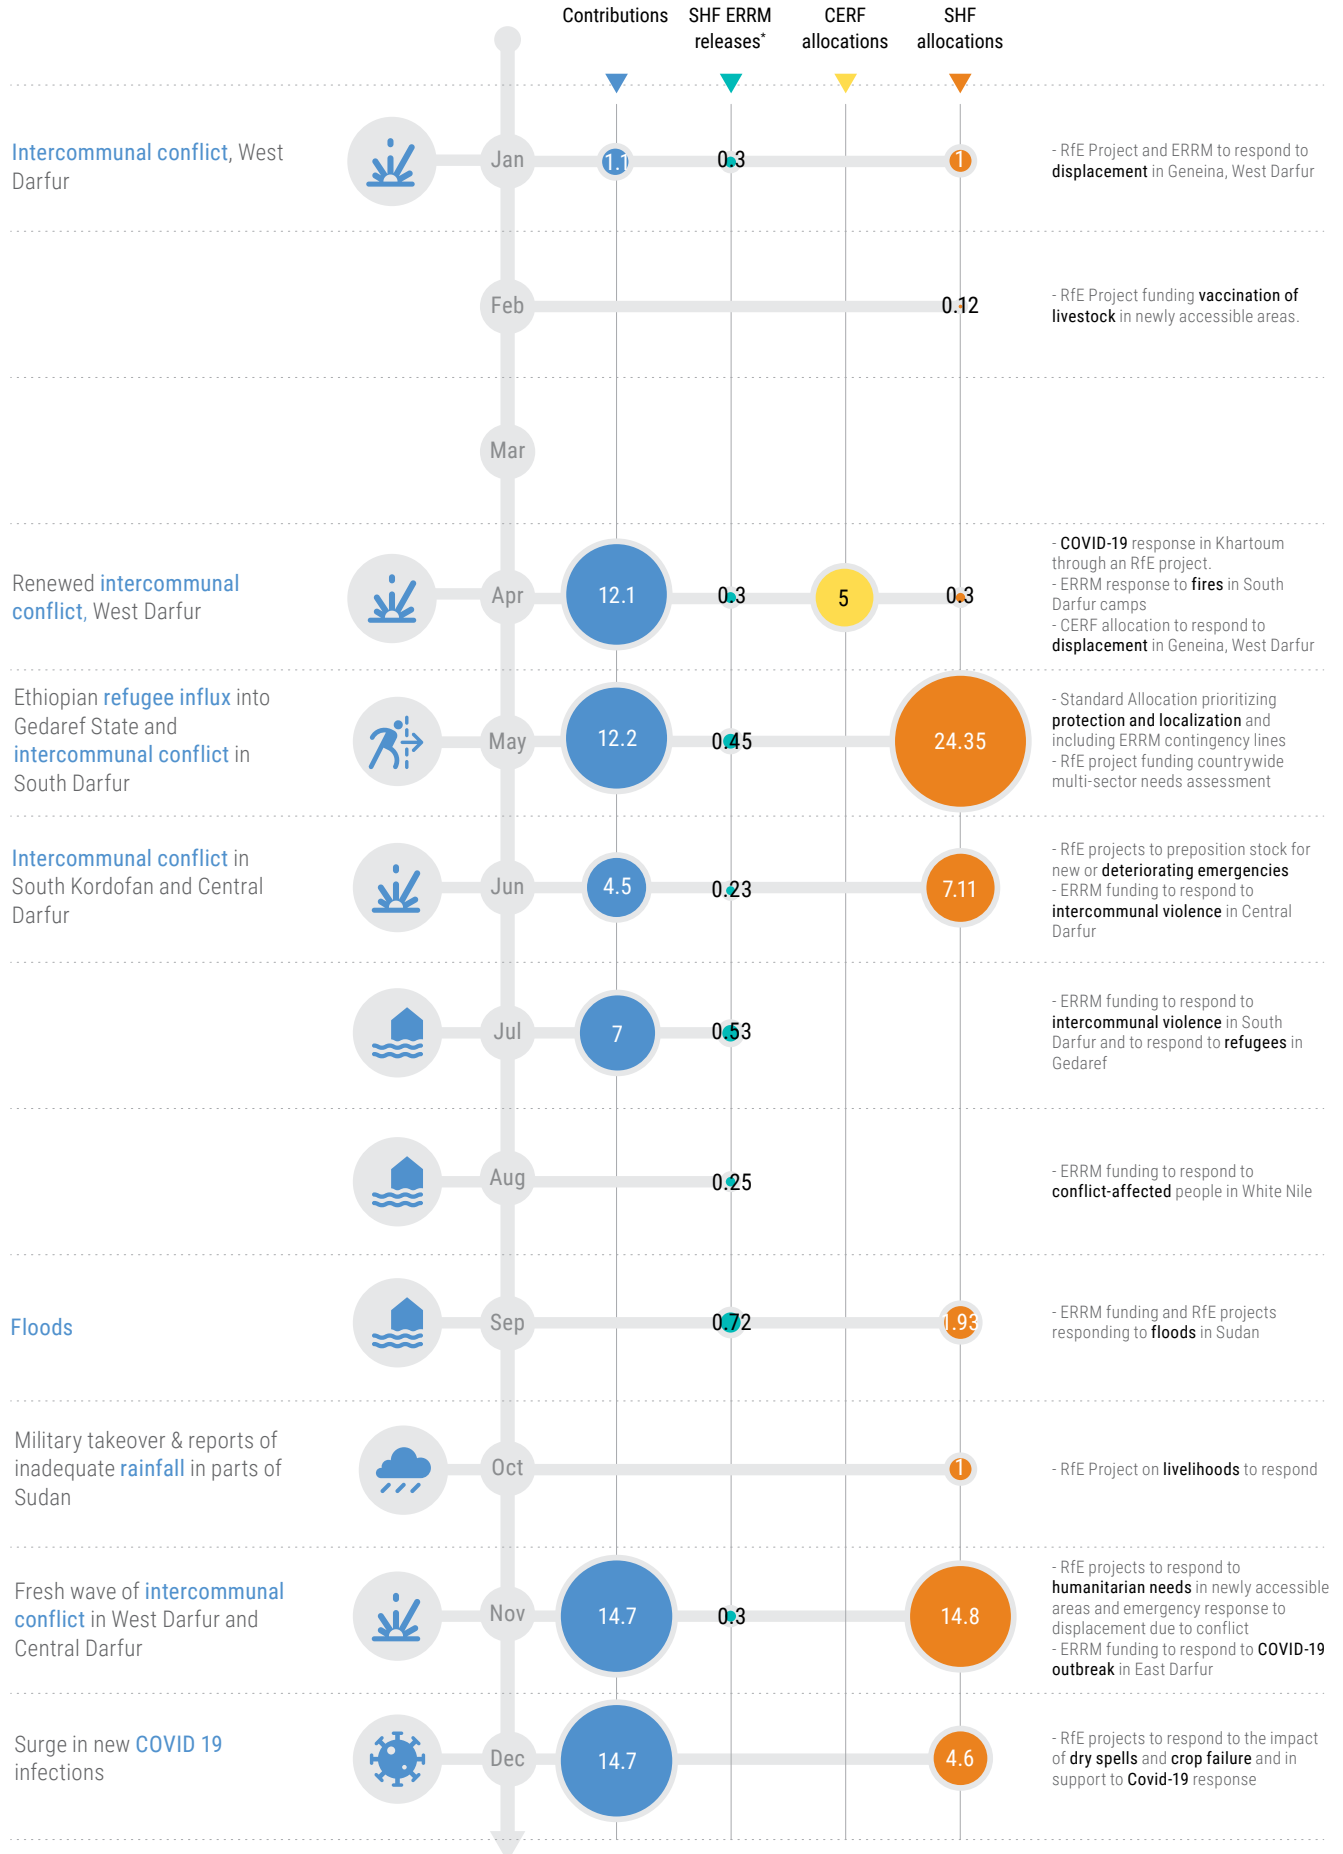 Contributions
SHF ERRM
releases*
CERF
allocations
SHF
allocations
Intercommunal conflict, West
Darfur
Jan
1.1
0.3
1
- RfE Project and ERRM to respond to
displacement in Geneina, West Darfur
Feb
0.12
- RfE Project funding vaccination of
livestock in newly accessible areas.
Mar
Renewed intercommunal
conflict, West Darfur
Apr
12.1
0.3
5
0.3
- COVID-19 response in Khartoum
through an RfE project.
- ERRM response to fires in South
Darfur camps
- CERF allocation to respond to
displacement in Geneina, West Darfur
Ethiopian refugee influx into
Gedaref State and
intercommunal conflict in
South Darfur
May
12.2
0.45
24.35
- Standard Allocation prioritizing
protection and localization and
including ERRM contingency lines
- RfE project funding countrywide
multi-sector needs assessment
Intercommunal conflict in
South Kordofan and Central
Darfur
Jun
4.5
0.23
7.11
- RfE projects to preposition stock for
new or deteriorating emergencies
- ERRM funding to respond to
intercommunal violence in Central
Darfur
Jul
7
0.53
- ERRM funding to respond to
intercommunal violence in South
Darfur and to respond to refugees in
Gedaref
Aug
0.25
- ERRM funding to respond to
conflict-affected people in White Nile
Floods
Sep
0.72
1.93
- ERRM funding and RfE projects
responding to floods in Sudan
Military takeover & reports of
inadequate rainfall in parts of
Sudan
Oct
1
- RfE Project on livelihoods to respond
Fresh wave of intercommunal
conflict in West Darfur and
Central Darfur
Nov
14.7
0.3
14.8
- RfE projects to respond to
humanitarian needs in newly accessible
areas and emergency response to
displacement due to conflict
- ERRM funding to respond to COVID-19
outbreak in East Darfur
Surge in new COVID 19
infections
Dec
14.7
4.6
- RfE projects to respond to the impact
of dry spells and crop failure and in
support to Covid-19 response